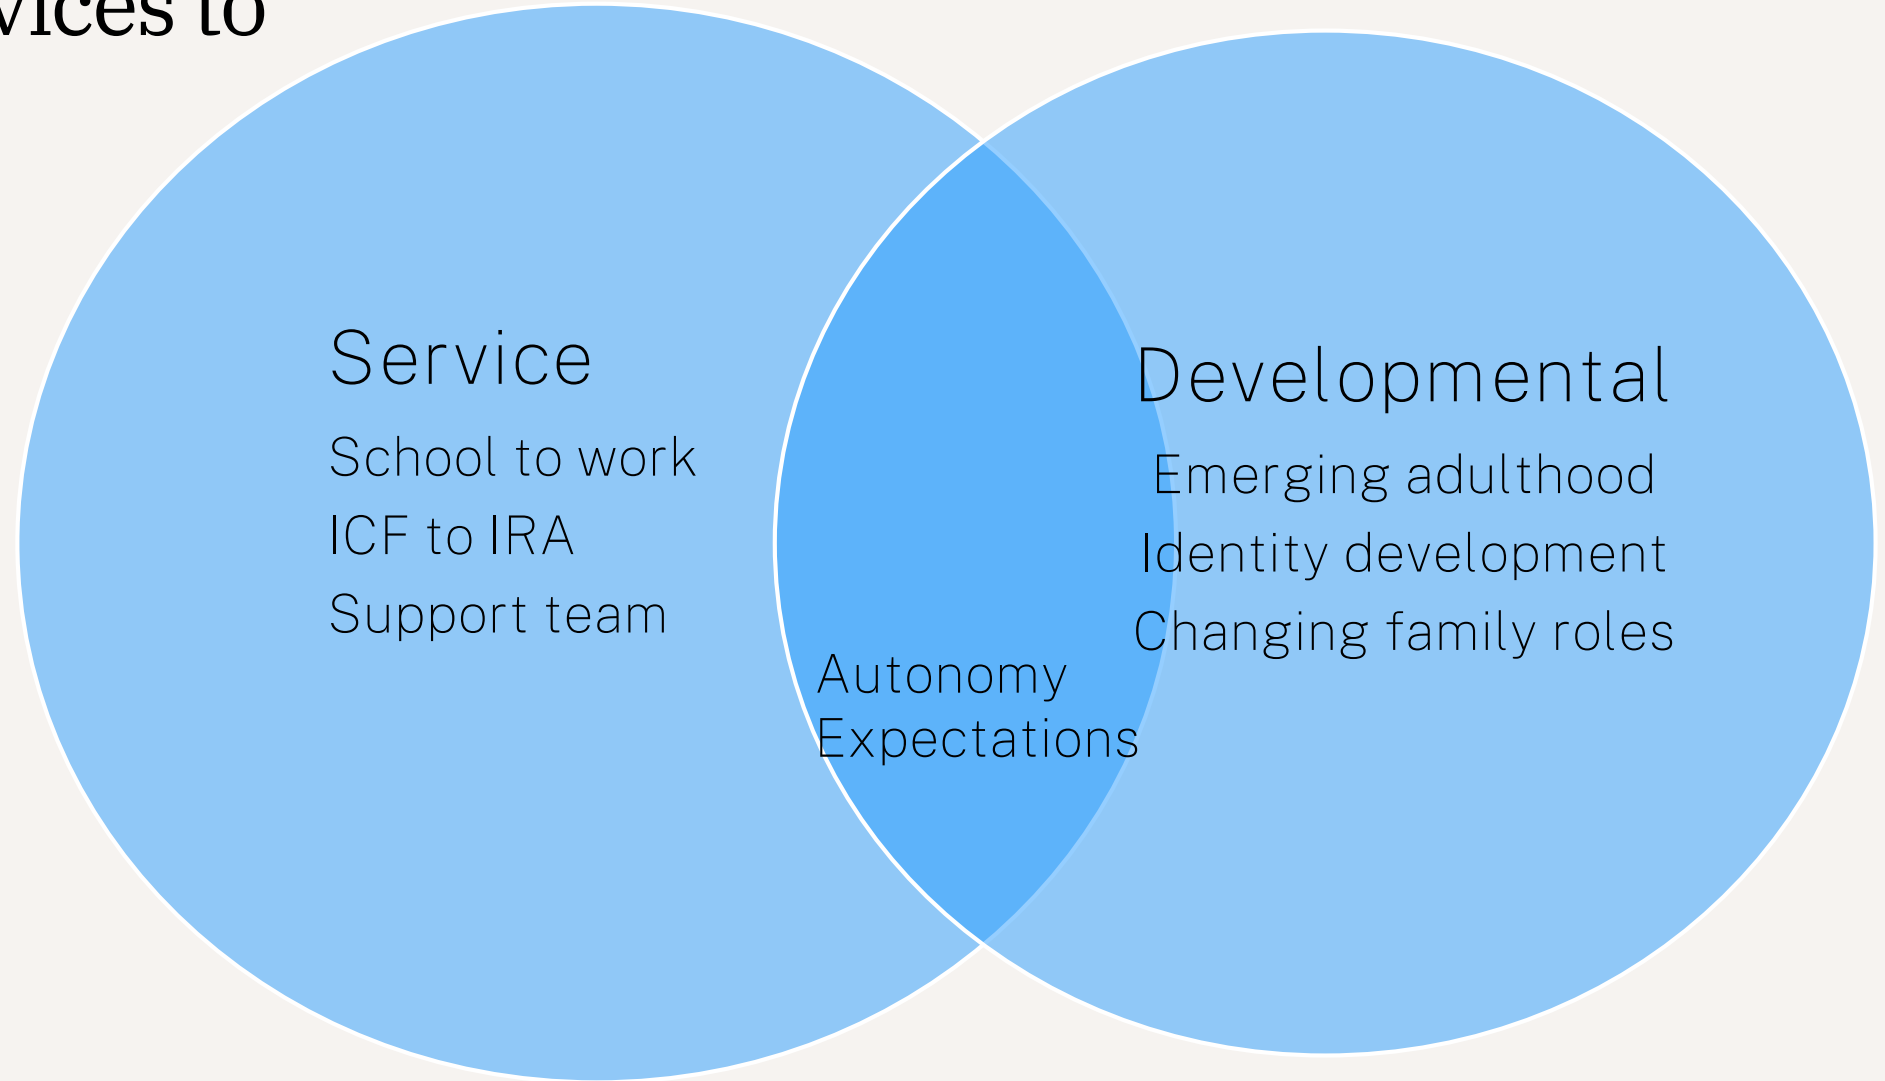 to
Service
School to work
ICF to IRA
Support team
Autonomy
Expectations
Developmental
Emerging adulthood
Identity development
Changing family roles